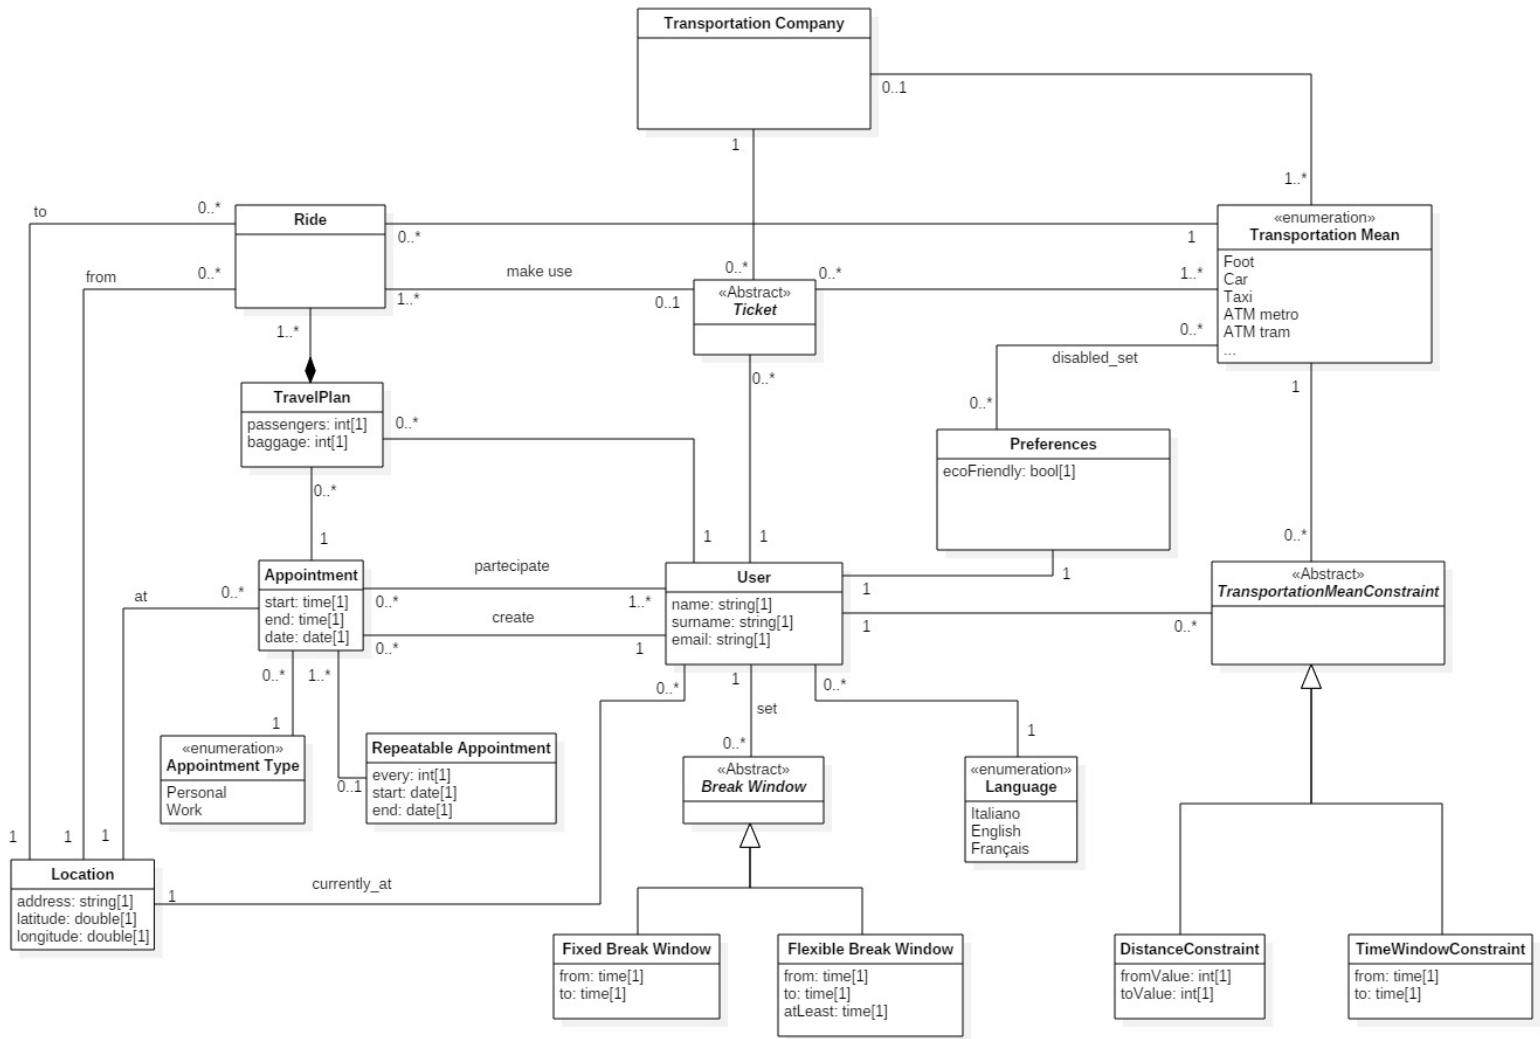 Transportation Company
0..1
1
1..*
to
0..*
Ride
0..*
1
«enumeration»
Transportation Mean
Foot
Car
Taxi
ATM metro
ATM tram
...
from
0..*
make use
1..*
0..1
0..*
0..*
1..*
«Abstract»
Ticket
1..*
0..*
disabled_set
0..*
0..*
1
TravelPlan
passengers: int[1]
baggage: int[1]
0..*
Preferences
ecoFriendly: bool[1]
0..*
1
1
1
0..*
Appointment
start: time[1]
end: time[1]
date: date[1]
partecipate
0..*
1..*
create
0..*
1
User
name: string[1]
surname: string[1]
email: string[1]
1
1
1
0..*
«Abstract»
TransportationMeanConstraint
at
0..*
0..*
1..*
1
«enumeration»
Appointment Type
Personal
Work
Repeatable Appointment
every: int[1]
start: date[1]
end: date[1]
0..1
0..*
1
set
0..*
0..*
1
«Abstract»
Break Window
«enumeration»
Language
Italiano
English
Français
1
1
1
Location
address: string[1]
latitude: double[1]
longitude: double[1]
1
currently_at
Fixed Break Window
from: time[1]
to: time[1]
Flexible Break Window
from: time[1]
to: time[1]
atLeast: time[1]
DistanceConstraint
fromValue: int[1]
toValue: int[1]
TimeWindowConstraint
from: time[1]
to: time[1]